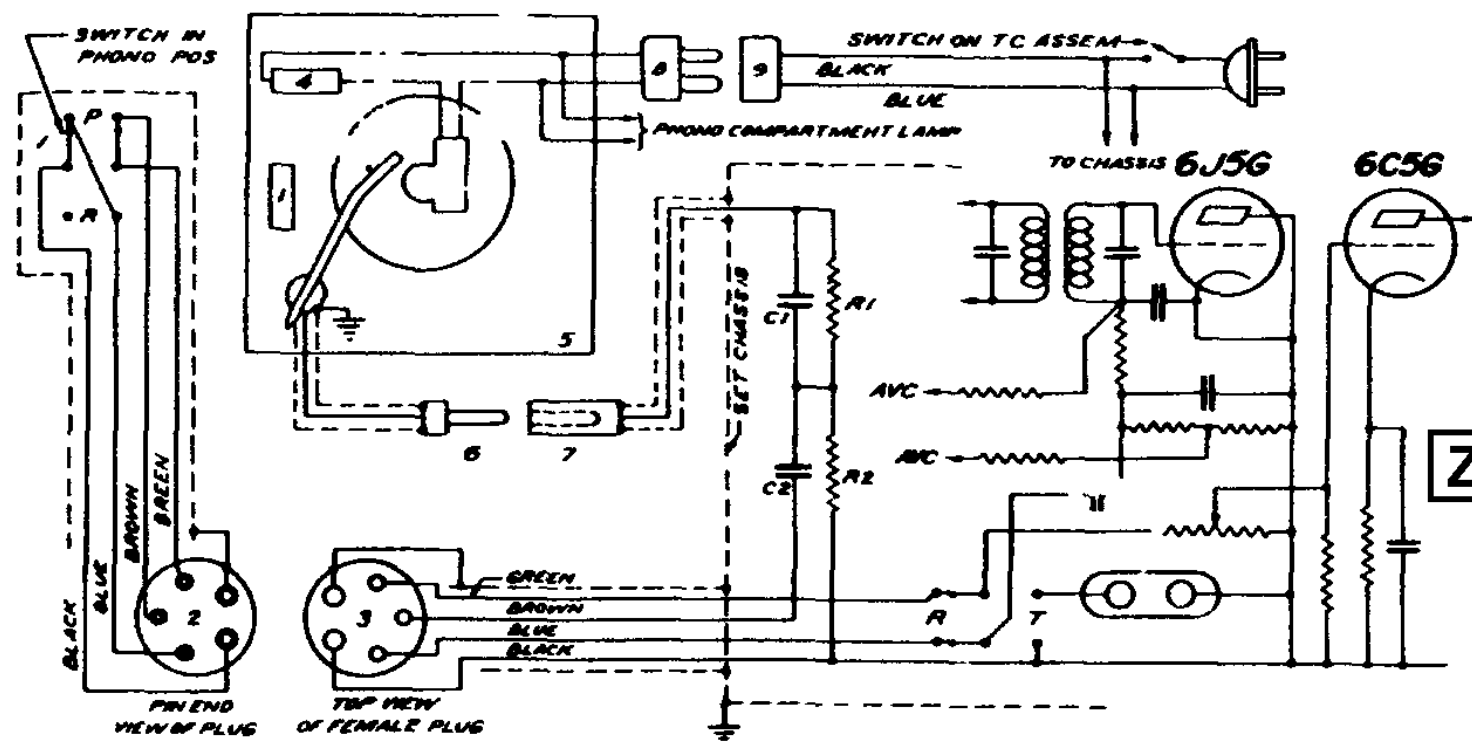 SWITCH IN
PHONO POS
P
R
1
BLACK
BLUE
BROWN
GREEN
2
PIN END
VIEW OF PLUG
4
1
5
6
7
8
9
SWITCH ON TC ASSEM
BLACK
BLUE
PHONO COMPARTMENT LAMP
TO CHASSIS
6J5G
6C5G
SET CHASSIS
C1
R1
C2
R2
AVC
AVC
Z
3
GREEN
BROWN
BLUE
BLACK
R
T
TOP VIEW
OF FEMALE PLUG